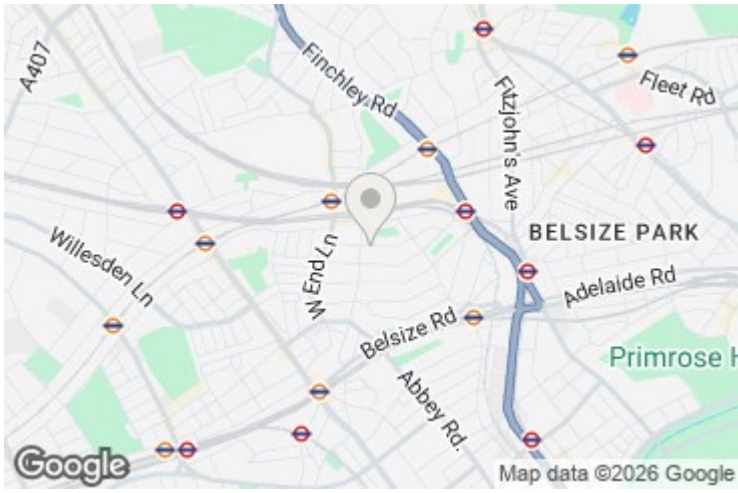 A407
Finchley Rd
Fitzjohn's Ave
Fleet Rd
BELSIZE PARK
Willesden Ln
W End Ln
Adelaide Rd
Belsize Rd
Primrose H
Abbey Rd.
Google
Map data ©2026 Google